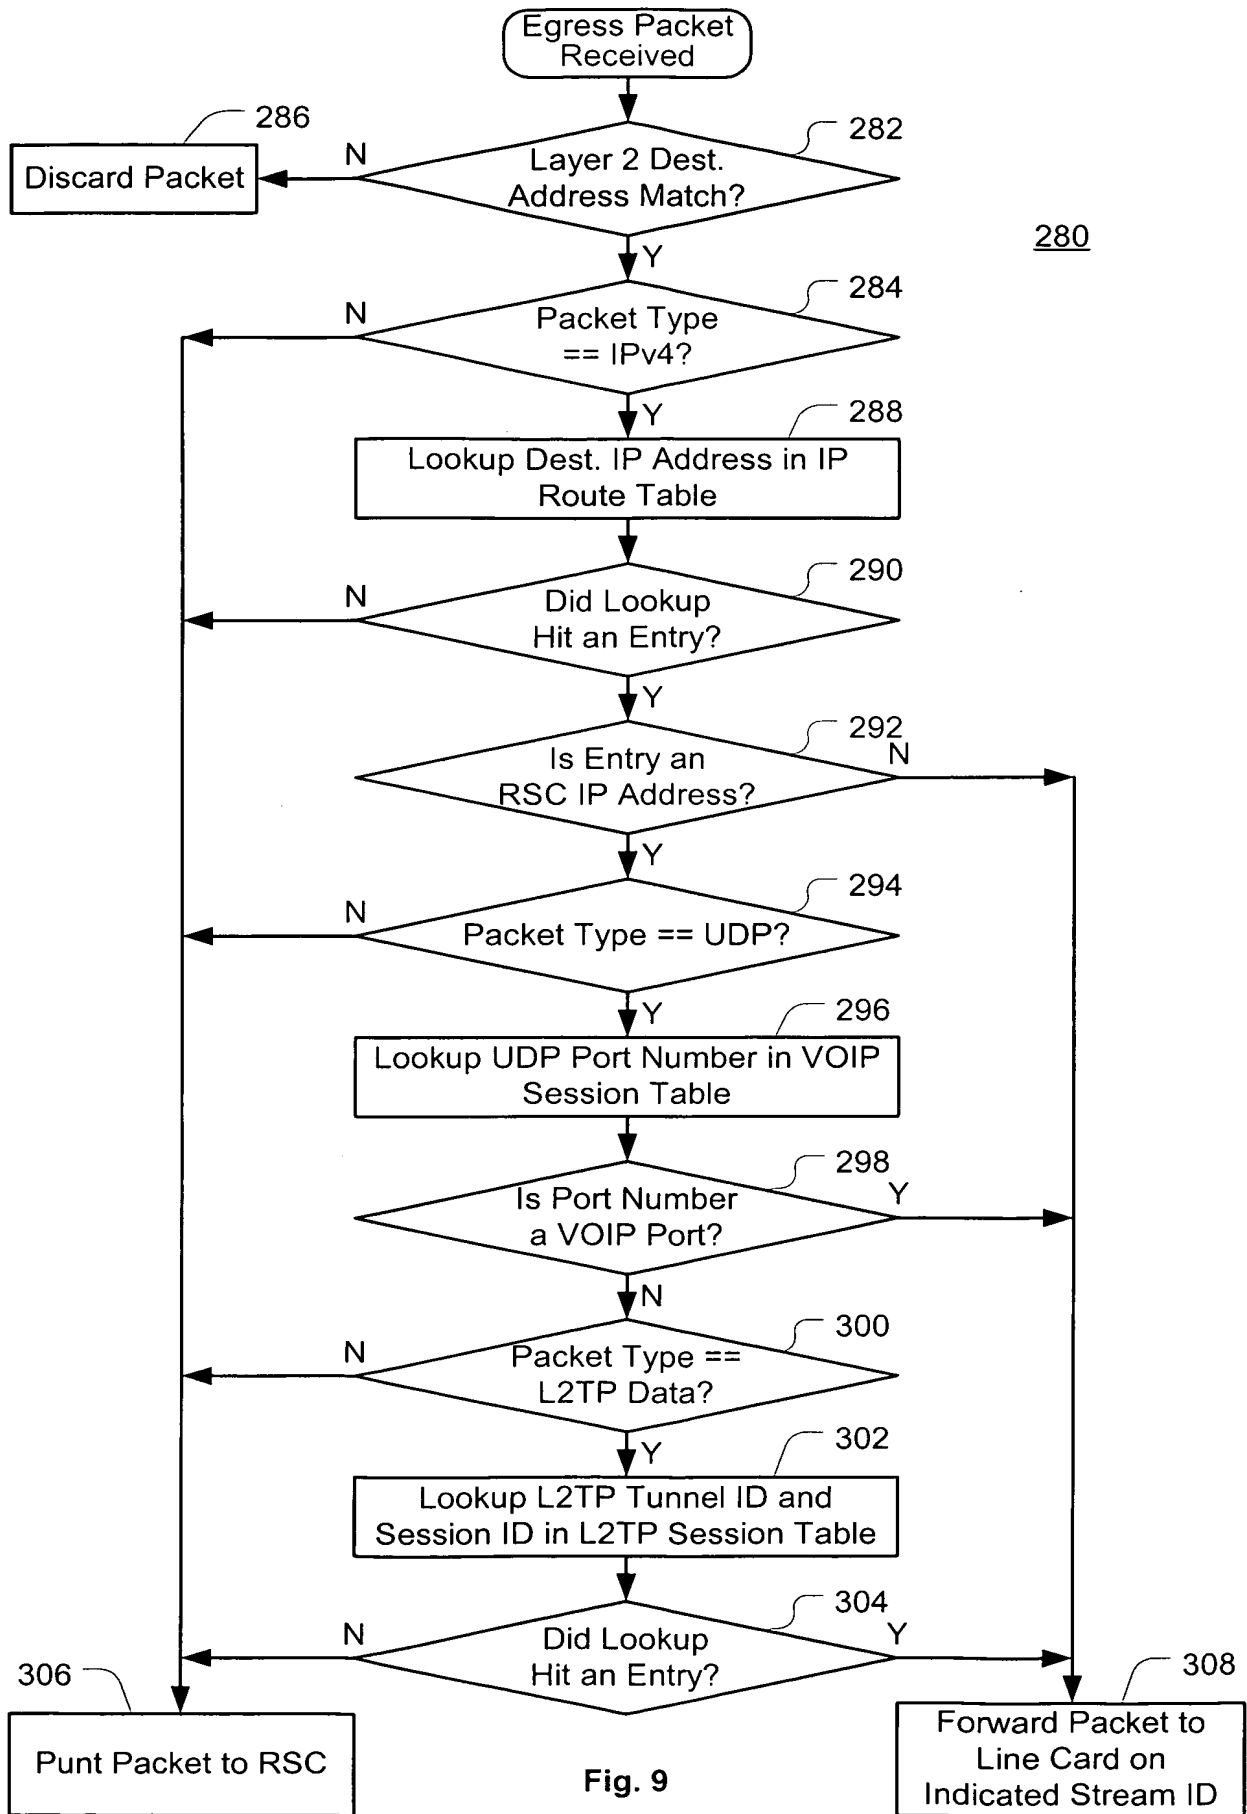 Egress Packet
Received
286
282
N
Discard Packet
Layer 2 Dest.
Address Match?
280
Y
284
N
Packet Type
== IPv4?
Y
288
Lookup Dest. IP Address in IP
Route Table
290
N
Did Lookup
Hit an Entry?
Y
292
N
Is Entry an
RSC IP Address?
Y
294
N
Packet Type == UDP?
Y
296
Lookup UDP Port Number in VOIP
Session Table
298
Y
Is Port Number
a VOIP Port?
N
300
N
Packet Type ==
L2TP Data?
Y
302
Lookup L2TP Tunnel ID and
Session ID in L2TP Session Table
304
N
Y
Did Lookup
Hit an Entry?
306
308
Punt Packet to RSC
Forward Packet to
Line Card on
Indicated Stream ID
Fig. 9